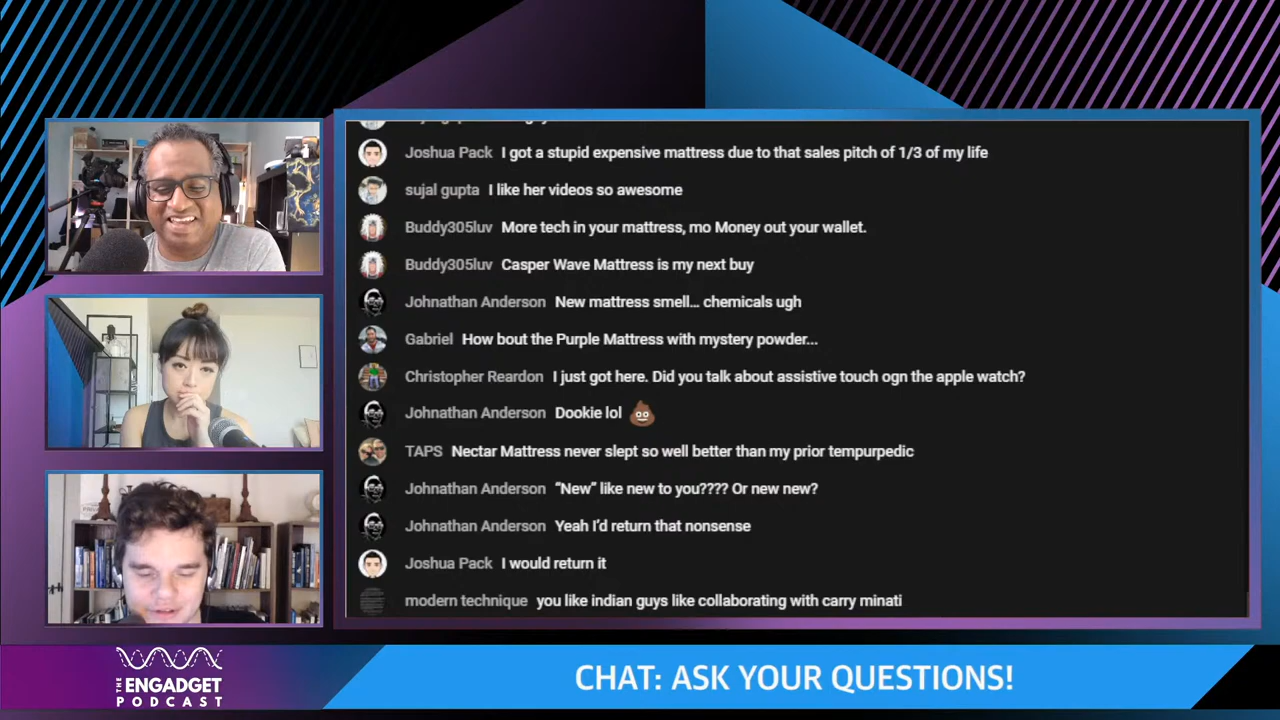 Joshua Pack I got a stupid expensive mattress due to that sales pitch of 1/3 of my life
sujal gupta I like her videos so awesome
Buddy305luv More tech in your mattress, mo Money out your wallet.
Buddy305luv Casper Wave Mattress is my next buy
Johnathan Anderson New mattress smell... chemicals ugh
Gabriel How bout the Purple Mattress with mystery powder...
Christopher Reardon I just got here. Did you talk about assistive touch ogn the apple watch?
Johnathan Anderson Dookie lol 💩
TAPS Nectar Mattress never slept so well better than my prior tempurpedic
Johnathan Anderson “New” like new to you???? Or new new?
Johnathan Anderson Yeah I'd return that nonsense
Joshua Pack I would return it
modern technique you like indian guys like collaborating with carry minati
THE ENGADGET PODCAST
CHAT: ASK YOUR QUESTIONS!